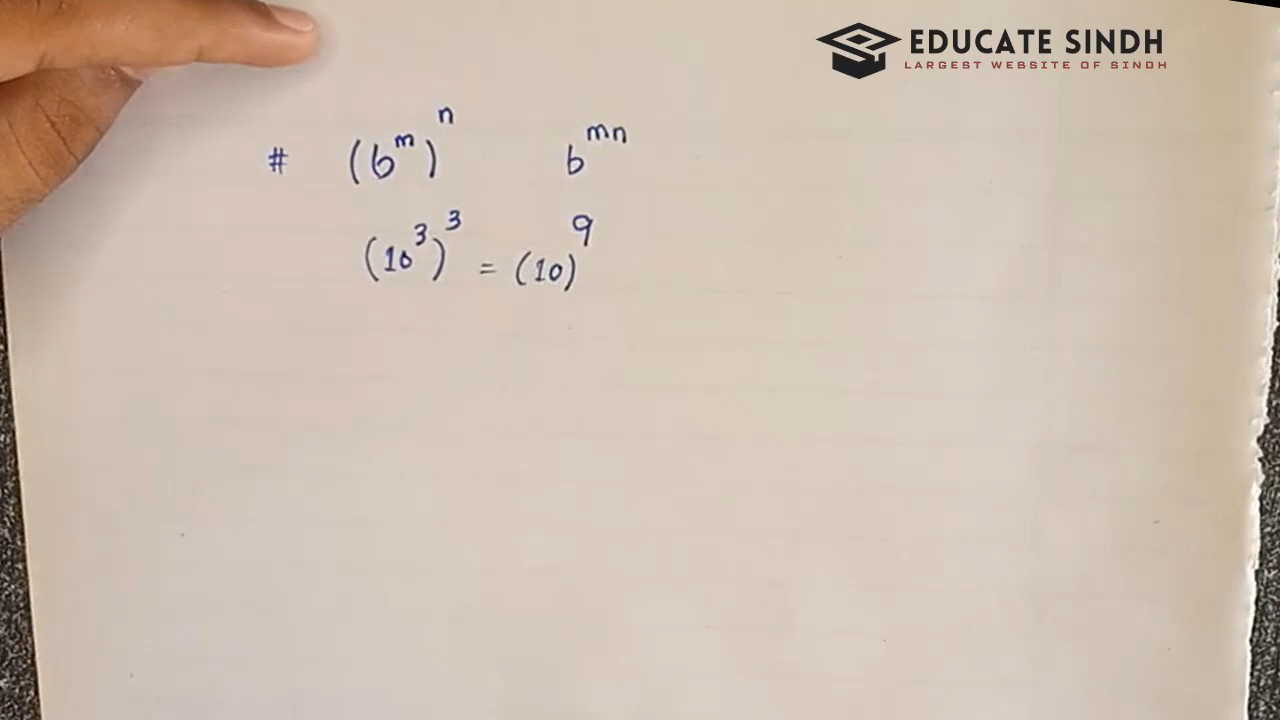 EDUCATE SINDH
LARGEST WEBSITE OF SINDH
# (b^m)^n b^mn
(10^3)^3 = (10)^9